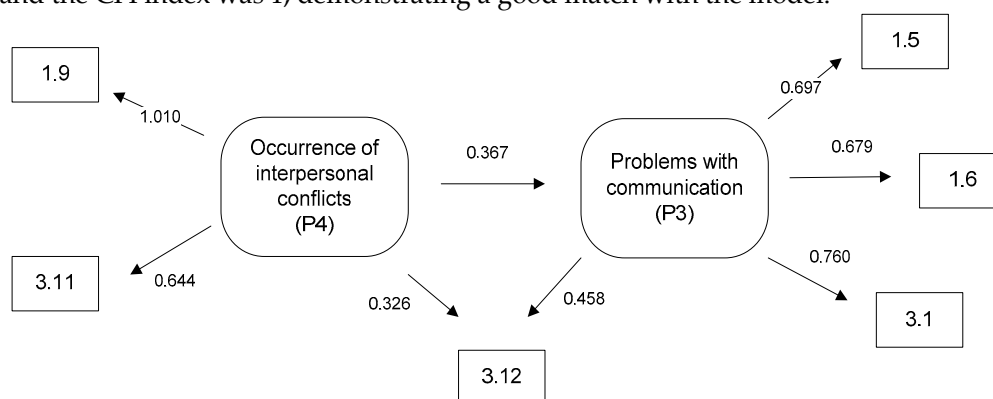 and the CFI index was 1, demonstrating a good match with the model.
1.5
1.9
0.697
1.010
Occurrence of
interpersonal
conflicts
(P4)
0.367
Problems with
communication
(P3)
0.679
1.6
3.11
0.644
0.326
0.458
0.760
3.1
3.12